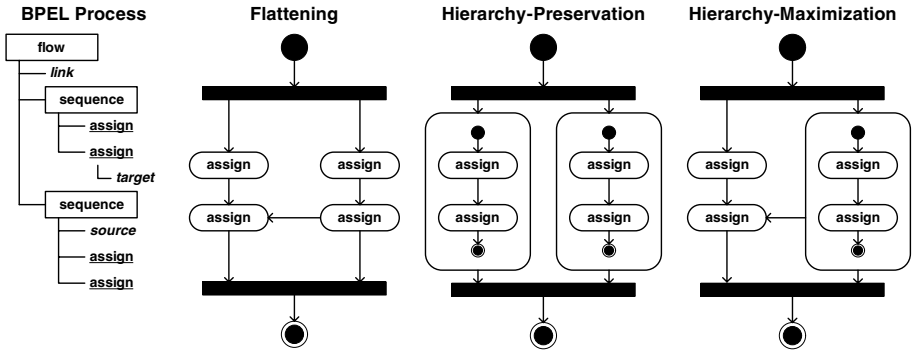 BPEL Process
flow
link
sequence
assign
assign
target
sequence
source
assign
assign
Flattening
assign
assign
assign
assign
Hierarchy-Preservation
assign
assign
assign
assign
Hierarchy-Maximization
assign
assign
assign
assign